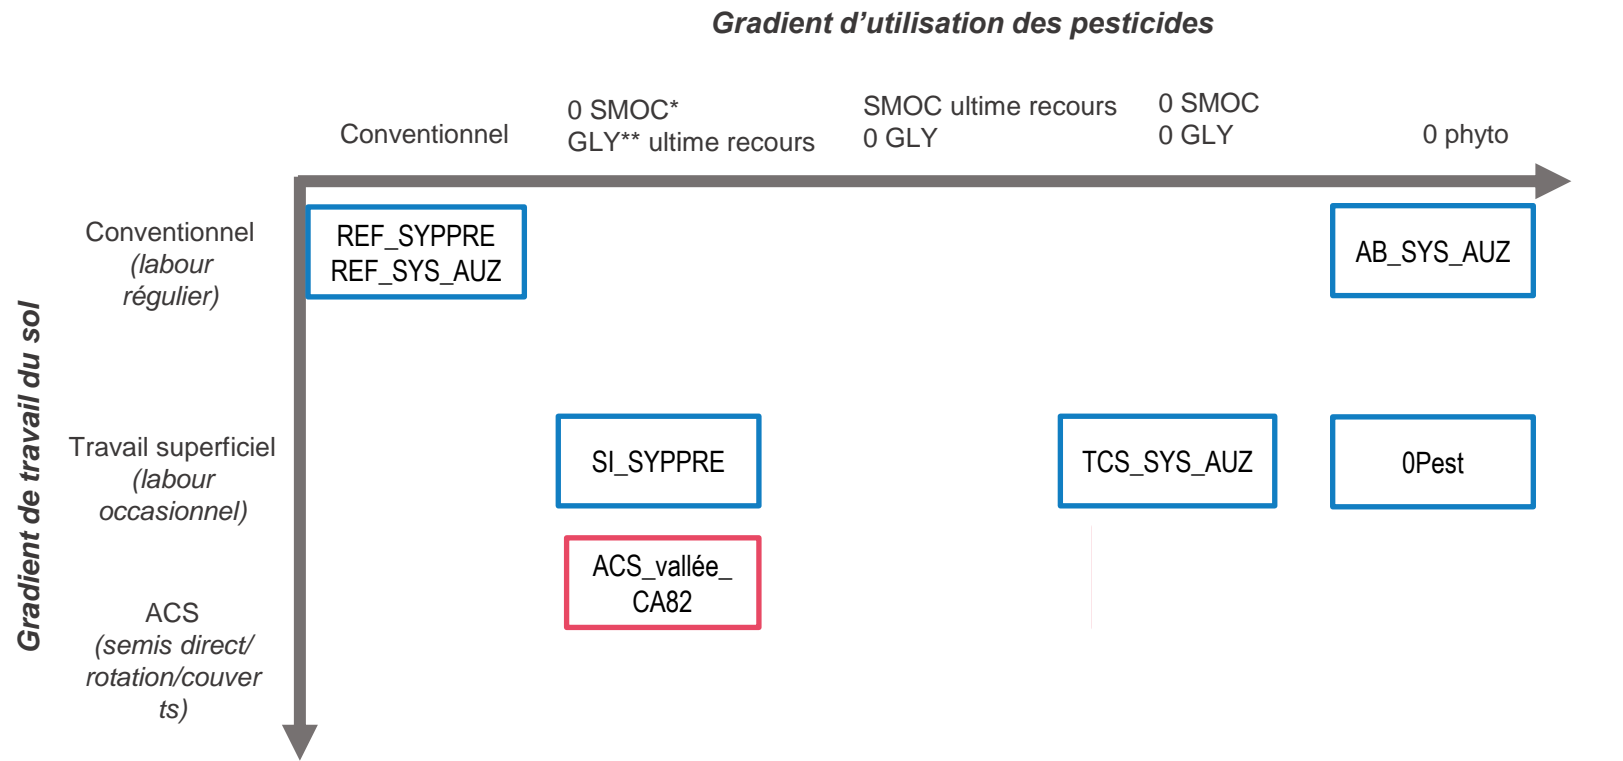 Gradient d’utilisation des pesticides
Conventionnel
0 SMOC*
GLY** ultime recours
SMOC ultime recours
0 GLY
0 SMOC
0 GLY
0 phyto
Gradient de travail du sol
Conventionnel
(labour
régulier)
REF_SYPPRE
REF_SYS_AUZ
AB_SYS_AUZ
Travail superficiel
(labour
occasionnel)
SI_SYPPRE
TCS_SYS_AUZ
0Pest
ACS
(semis direct/
rotation/couver
ts)
ACS_vallée_
CA82